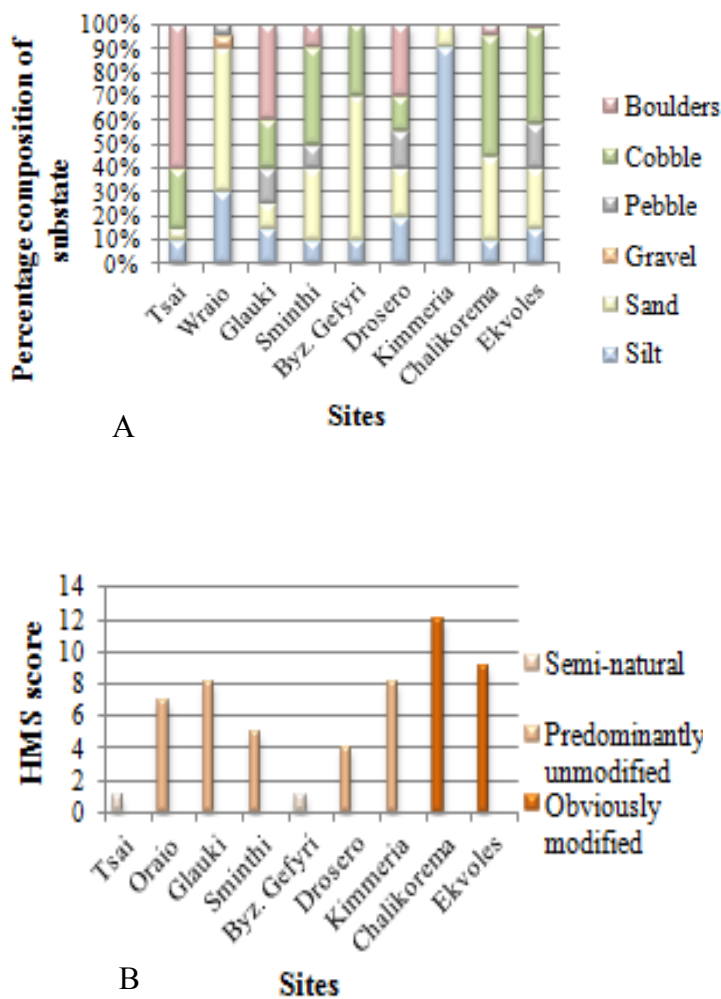 100%
90%
80%
70%
60%
50%
40%
30%
20%
10%
0%
Percentage composition of
substate
Tsai
Wraio
Glauki
Sminthi
Byz. Gefyri
Drosero
Kimmeria
Chalikorema
Ekvoles
Sites
Boulders
Cobble
Pebble
Gravel
Sand
Silt
A
14
12
10
8
6
4
2
0
HMS score
Tsai
Oraio
Glauki
Sminthi
Byz. Gefyri
Drosero
Kimmeria
Chalikorema
Ekvoles
Sites
Semi-natural
Predominantly
unmodified
Obviously
modified
B